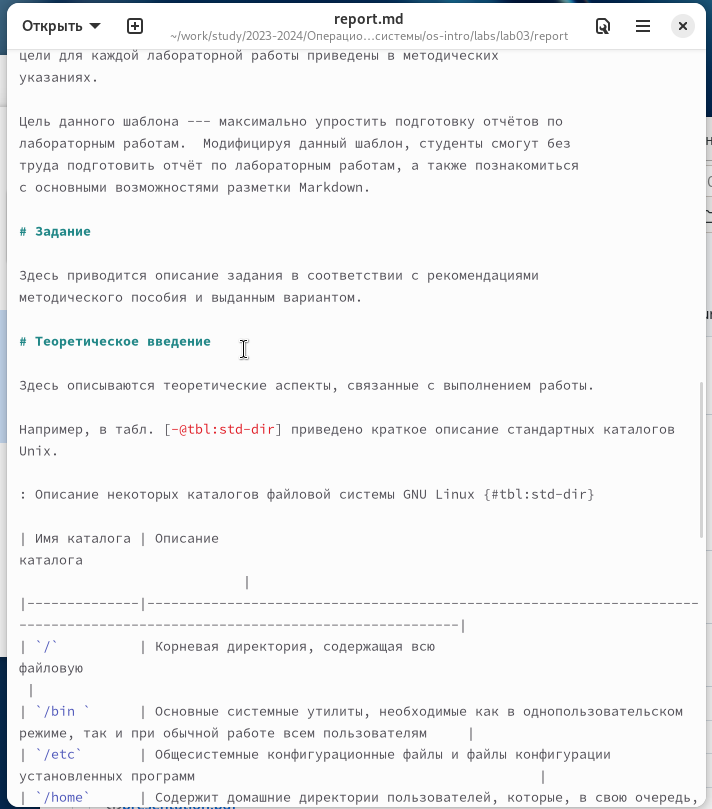 Открыть
report.md
~/work/study/2023-2024/Операцио...системы/os-intro/labs/lab03/report
цели для каждой лабораторной работы приведены в методических
указаниях.
Цель данного шаблона --- максимально упростить подготовку отчётов по
лабораторным работам.  Модифицируя данный шаблон, студенты смогут без
труда подготовить отчёт по лабораторным работам, а также познакомиться
с основными возможностями разметки Markdown.
# Задание
Здесь приводится описание задания в соответствии с рекомендациями
методического пособия и выданным вариантом.
# Теоретическое введение
Здесь описываются теоретические аспекты, связанные с выполнением работы.
Например, в табл. [-@tbl:std-dir] приведено краткое описание стандартных каталогов
Unix.
: Описание некоторых каталогов файловой системы GNU Linux {#tbl:std-dir}
| Имя каталога | Описание
каталога
|
|--------------|---------------------------------------------------------------------
-------------------------------------------------------|
| `/`          | Корневая директория, содержащая всю
файловую
|
| `/bin `      | Основные системные утилиты, необходимые как в однопользовательском
режиме, так и при обычной работе всем пользователям     |
| `/etc`       | Общесистемные конфигурационные файлы и файлы конфигурации
установленных программ                                           |
| `/home`      | Содержит домашние директории пользователей, которые, в свою очередь,